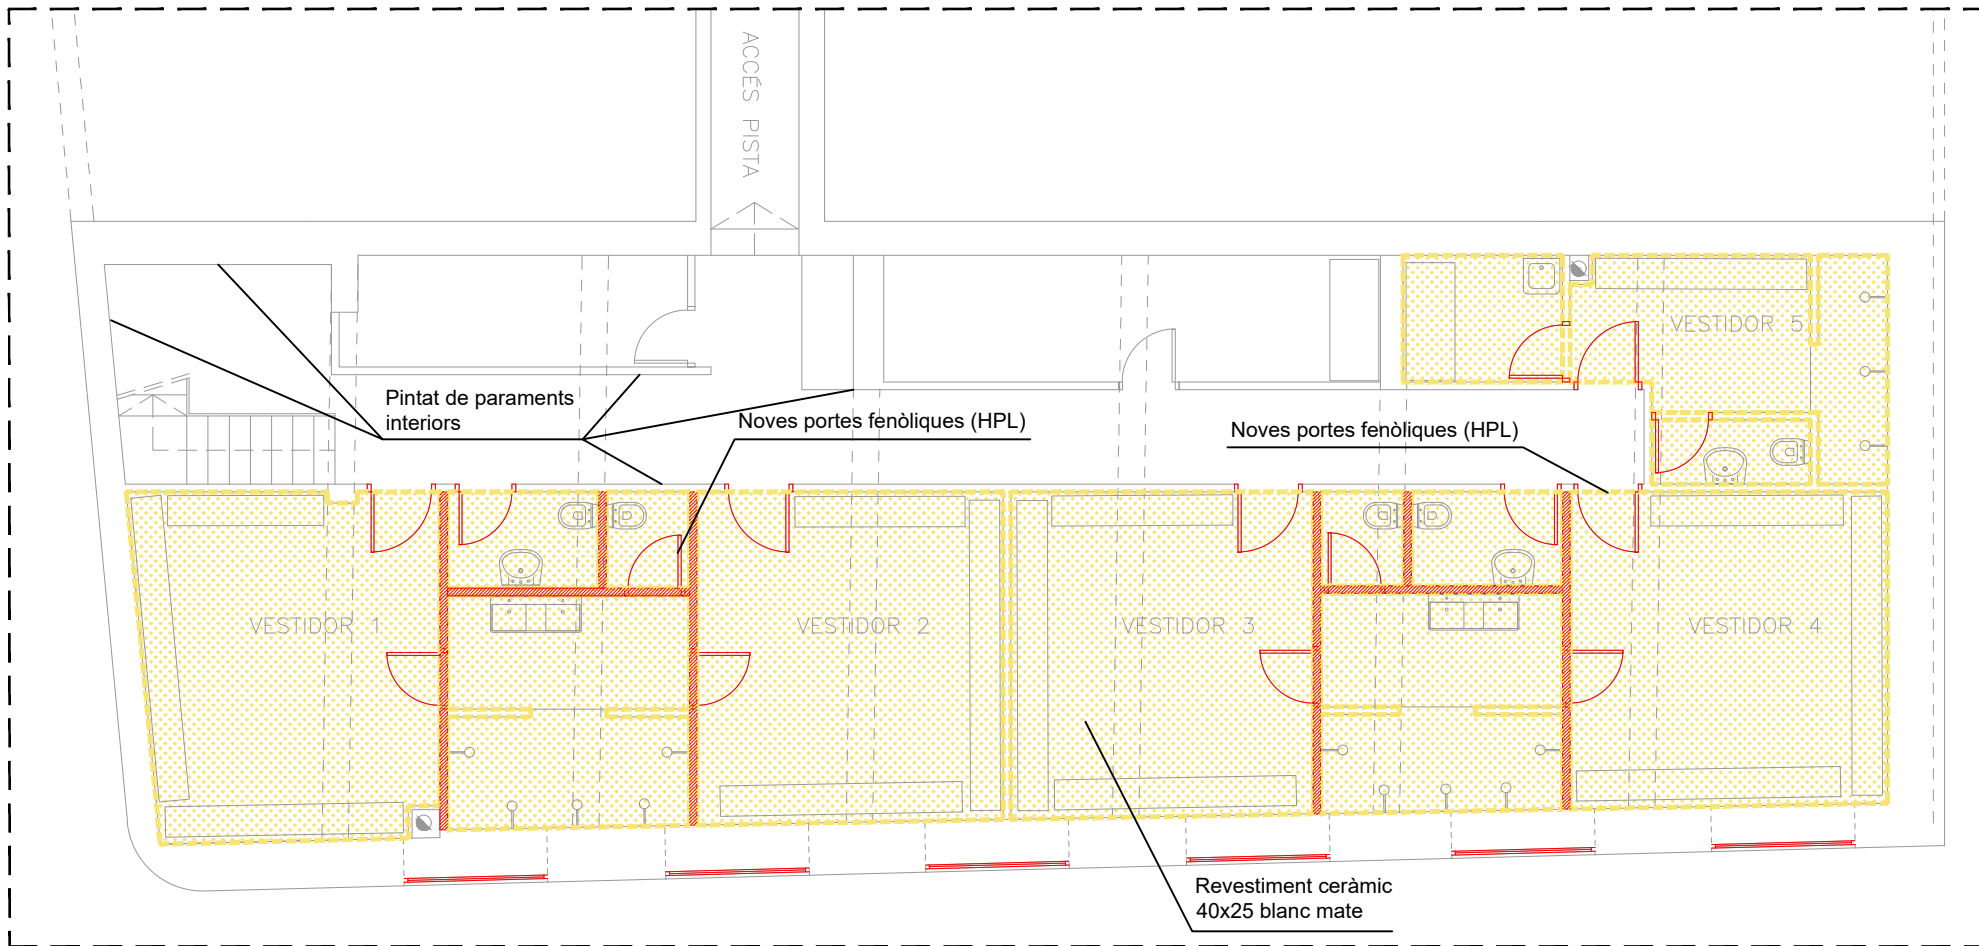 ACCÉS PISTA
VESTIDOR 5
Pintat de paraments
interiors
Noves portes fenòliques (HPL)
Noves portes fenòliques (HPL)
VESTIDOR 1
VESTIDOR 2
VESTIDOR 3
VESTIDOR 4
Revestiment ceràmic
40x25 blanc mate